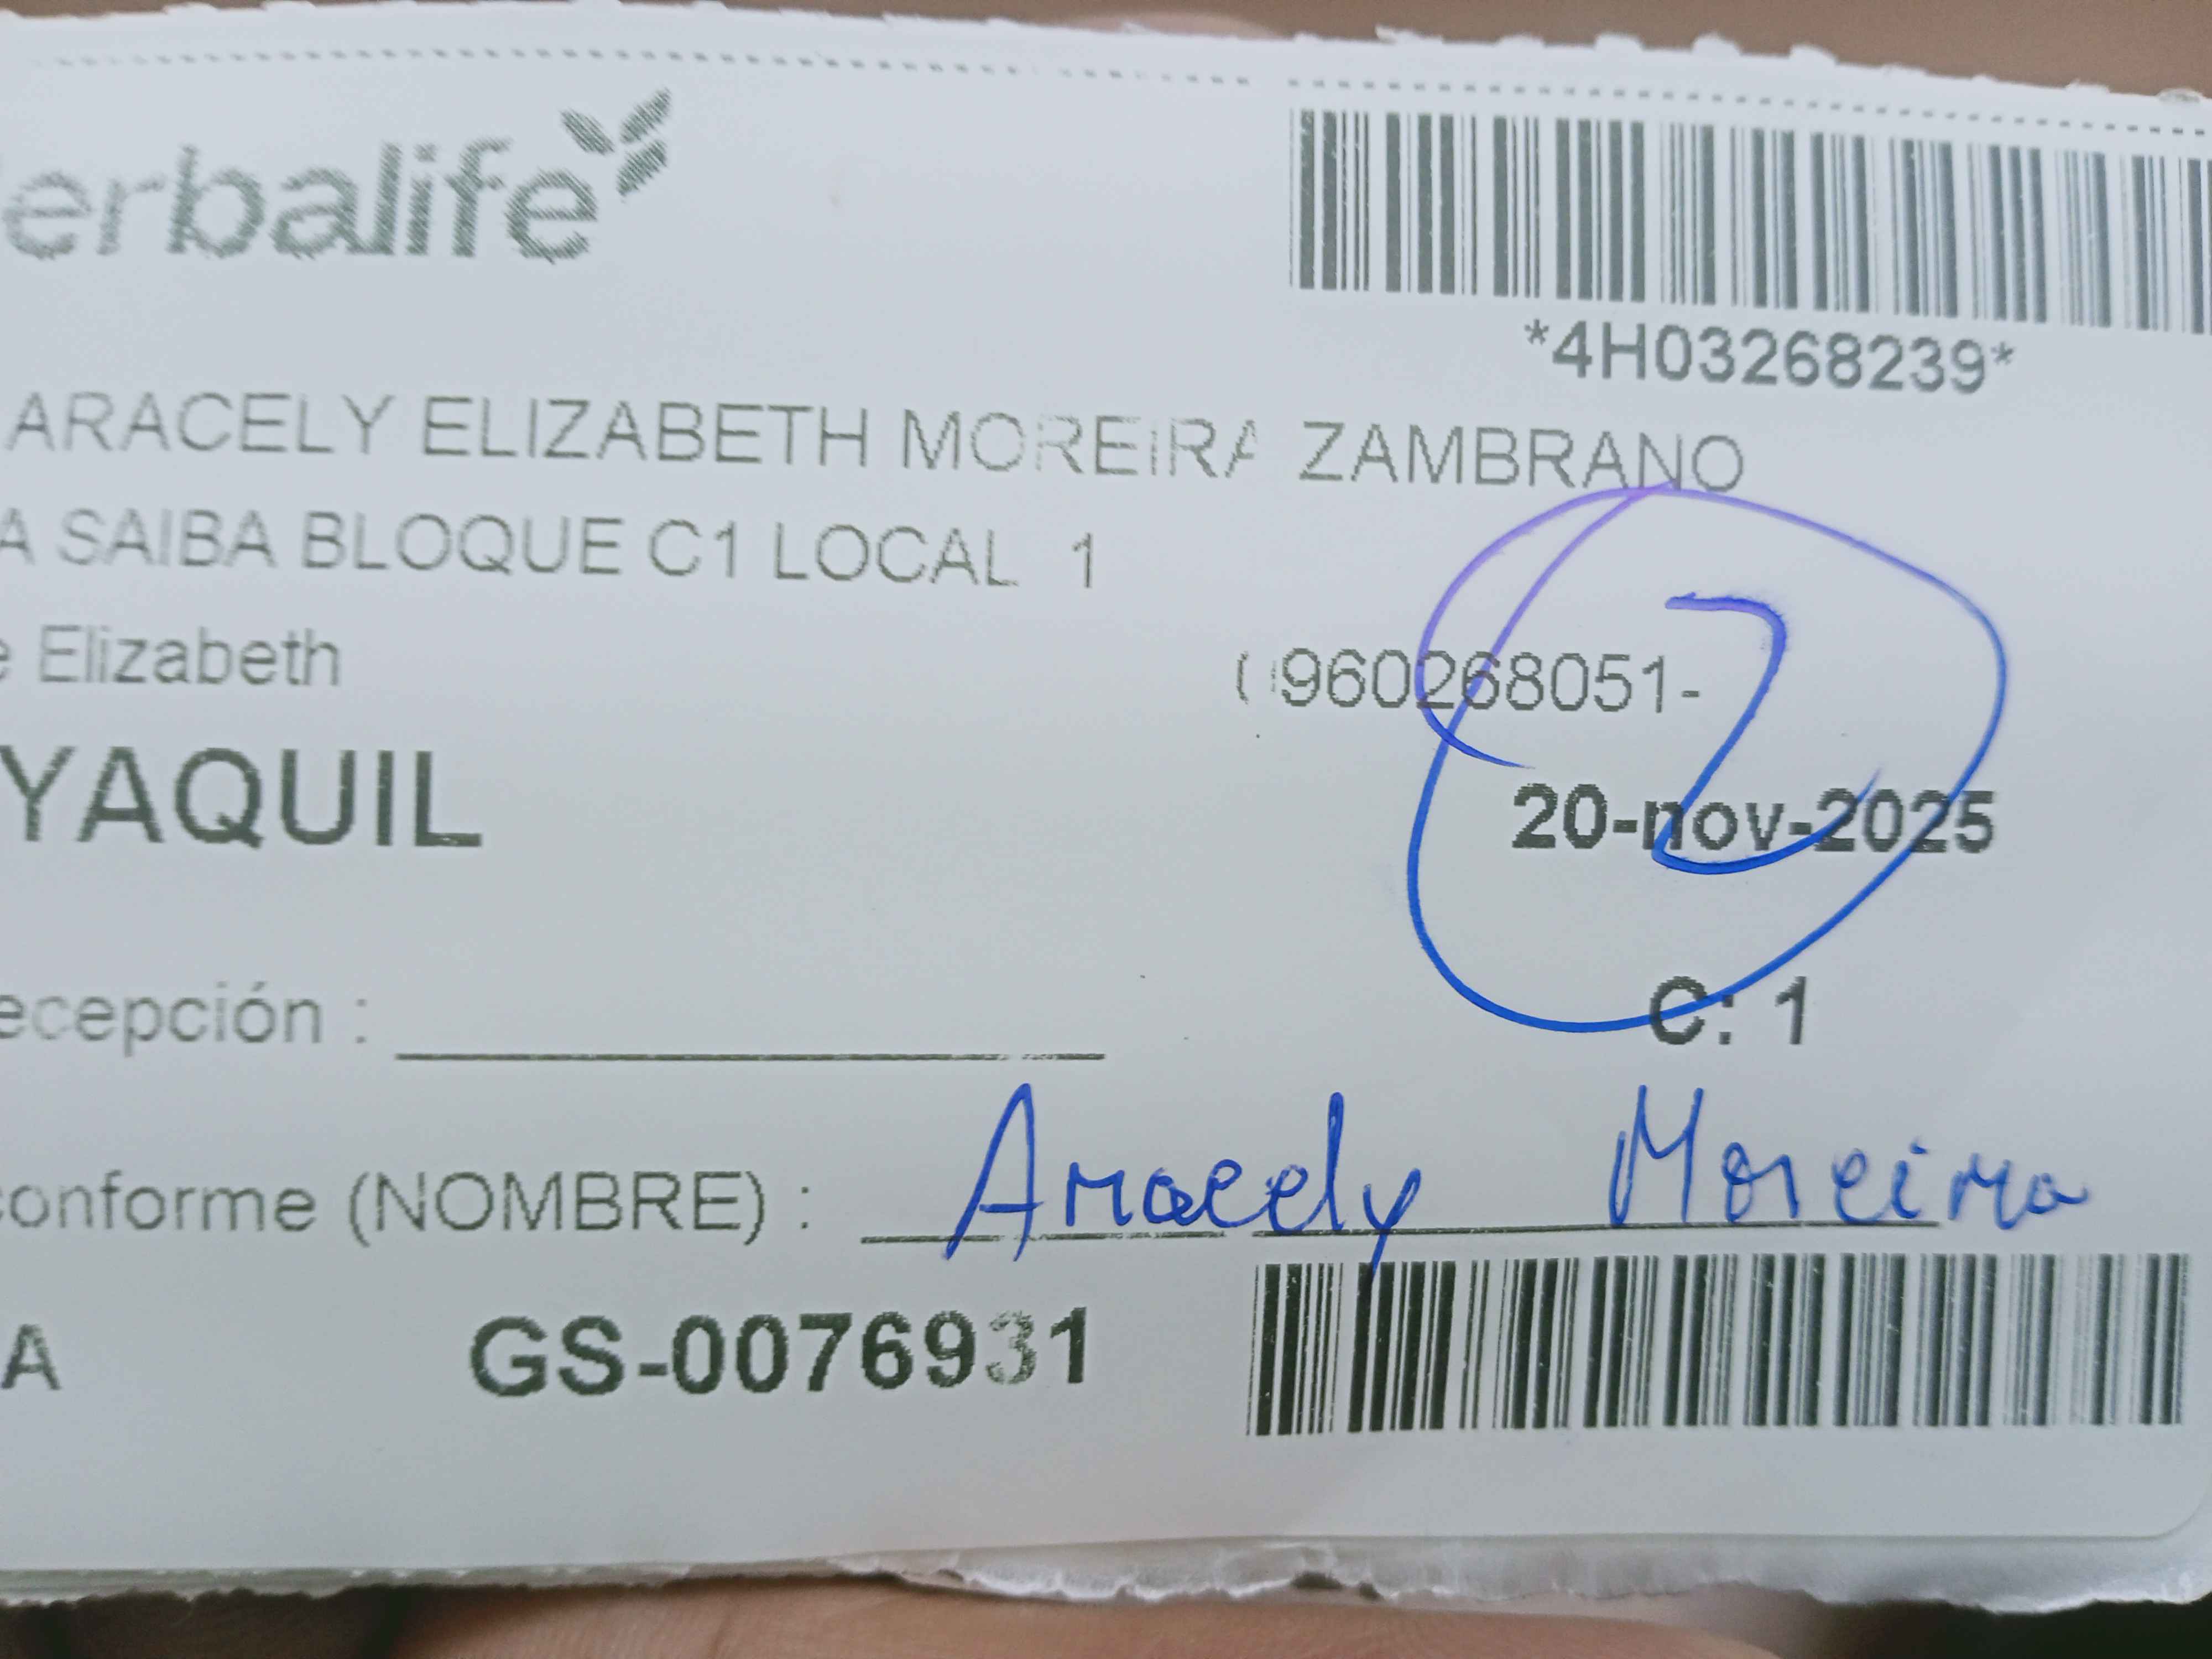 erbalife
*4H03268239*
ARACELY ELIZABETH MOREIRA ZAMBRANO
A SAIBA BLOQUE C1 LOCAL 1
e Elizabeth
960268051-
2
YAQUIL
20-nov-2025
C: 1
ecepción :
conforme (NOMBRE) : Aracely Moreira
A GS-0076931